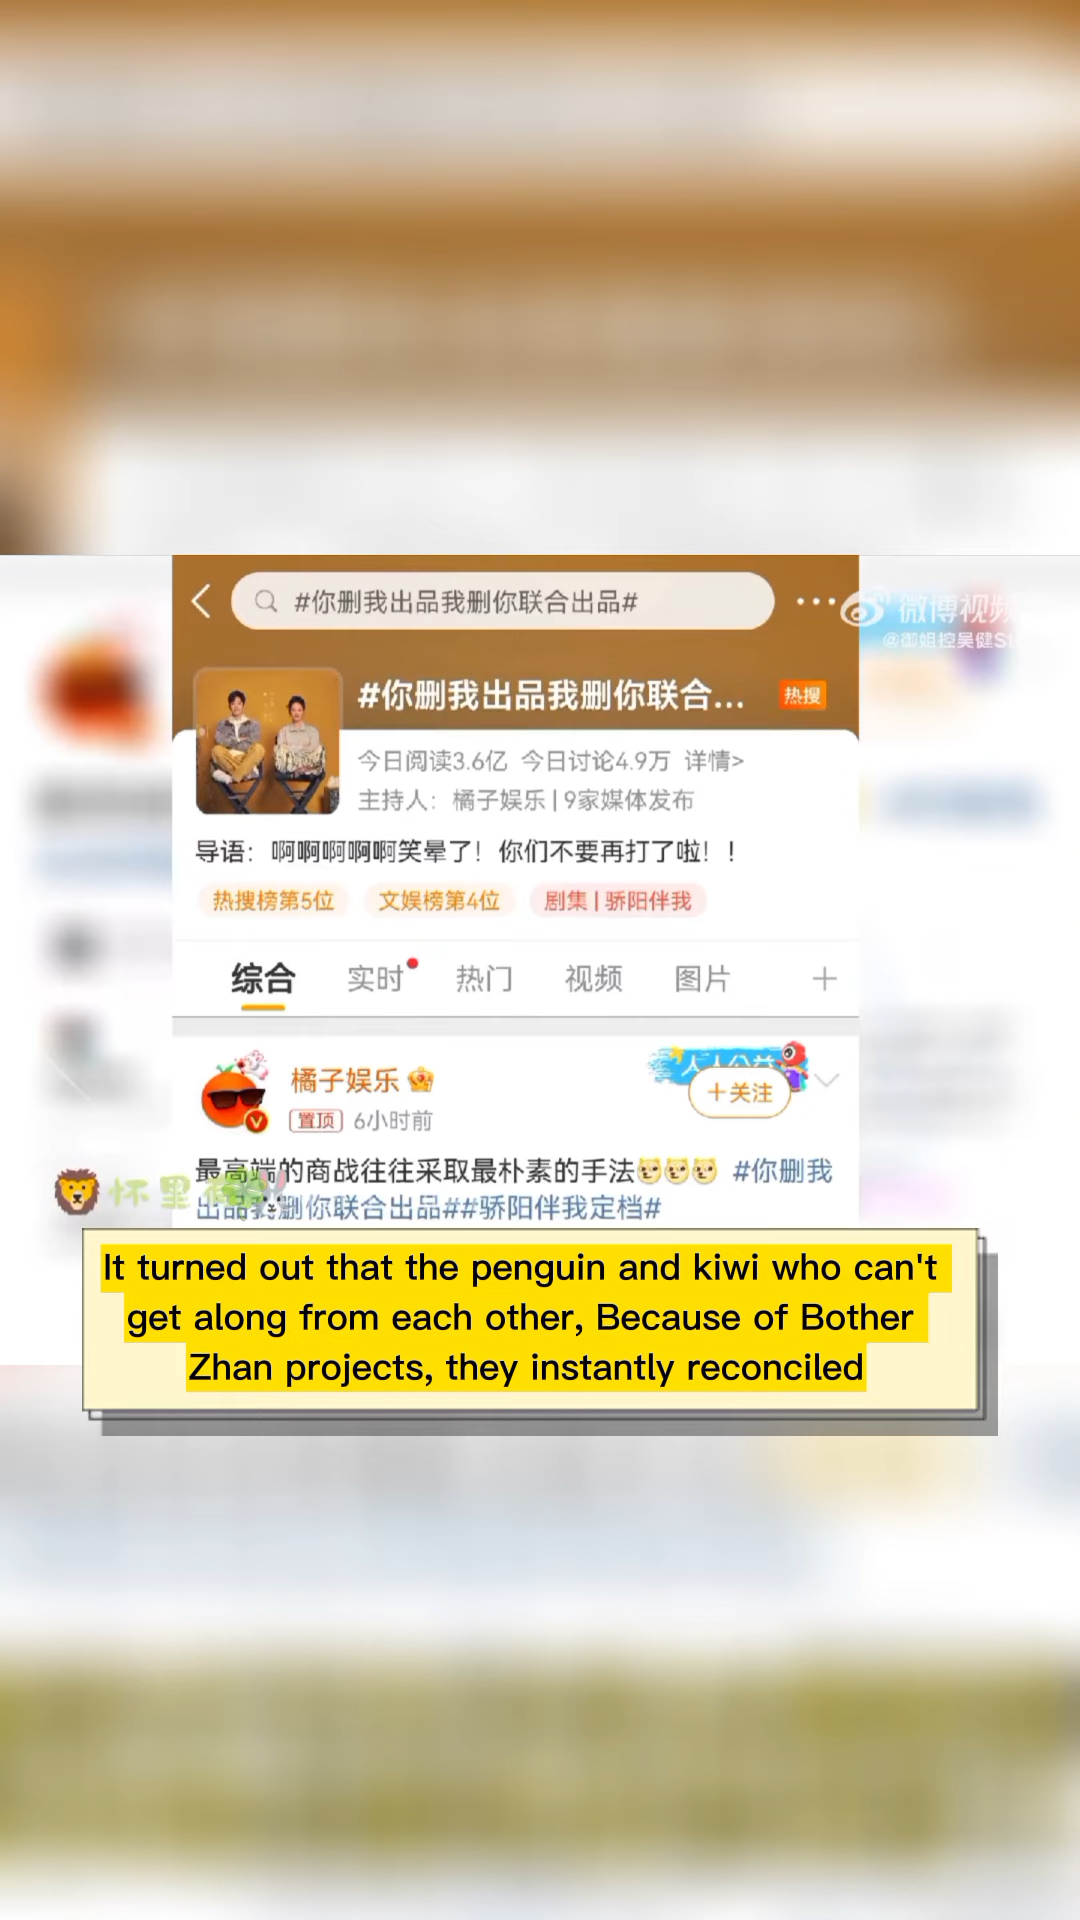 #你删我出品我删你联合出品#
微博视频
@御姐控吴健S
#你删我出品我删你联合... 热搜
今日阅读3.6亿 今日讨论4.9万 详情>
主持人：橘子娱乐 | 9家媒体发布
导语：啊啊啊啊啊笑晕了！你们不要再打了啦！！
热搜榜第5位 文娱榜第4位 剧集 | 骄阳伴我
综合 实时 热门 视频 图片
人人公益
橘子娱乐
+关注
置顶 6小时前
最高端的商战往往采取最朴素的手法 #你删我
出品我删你联合出品##骄阳伴我定档#
怀里
It turned out that the penguin and kiwi who can't
get along from each other, Because of Bother
Zhan projects, they instantly reconciled